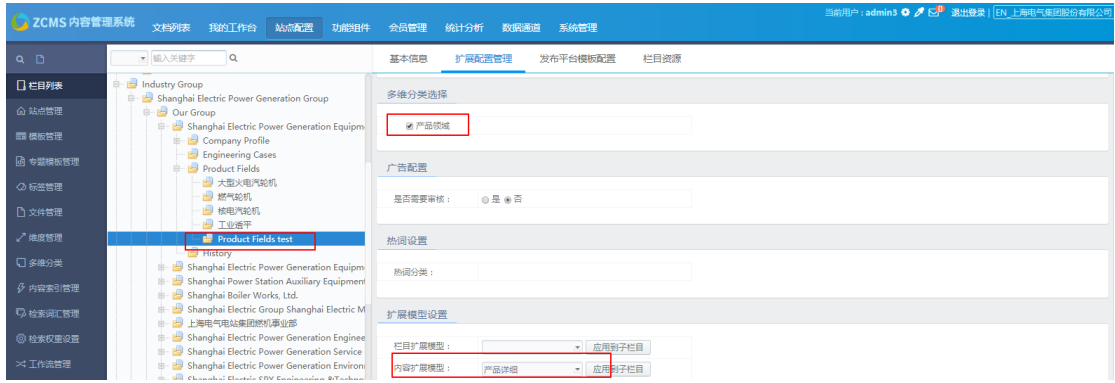 ZCMS 内容管理系统
文档列表 我的工作台 站点配置 功能组件 会员管理 统计分析 数据通道 系统管理
当前用户 : admin3 0 退出登录 | EN_上海电气集团股份有限公司
输入关键字
基本信息 扩展配置管理 发布平台模板配置 栏目资源
栏目列表
站点管理
模板管理
专题模板管理
标签管理
文件管理
维度管理
多维分类
内容索引管理
检索词汇管理
检索权重设置
工作流管理
Industry Group
Shanghai Electric Power Generation Group
Our Group
Shanghai Electric Power Generation Equipm
Company Profile
Engineering Cases
Product Fields
大型火电汽轮机
燃气轮机
核电汽轮机
工业透平
Product Fields test
History
Shanghai Electric Power Generation Equipm
Shanghai Power Station Auxiliary Equipment
Shanghai Boiler Works, Ltd.
Shanghai Electric Group Shanghai Electric M
上海电气电站集团燃机事业部
Shanghai Electric Power Generation Enginee
Shanghai Electric Power Generation Service
Shanghai Electric Power Generation Environ
Shanghai Electric SPX Engineering &Techno
多维分类选择
产品领域
广告配置
是否需要审核： 是 否
热词设置
热词分类：
扩展模型设置
栏目扩展模型： 应用到子栏目
内容扩展模型： 产品详细 应用到子栏目